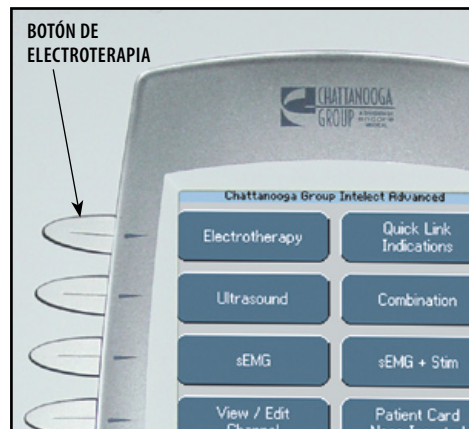 BOTÓN DE
ELECTROTERAPIA
CHATTANOOGA
GROUP
Chattanooga Group Intelect Advanced
Electrotherapy
Quick Link
Indications
Ultrasound
Combination
sEMG
sEMG + Stim
View / Edit
Channel
Patient Card